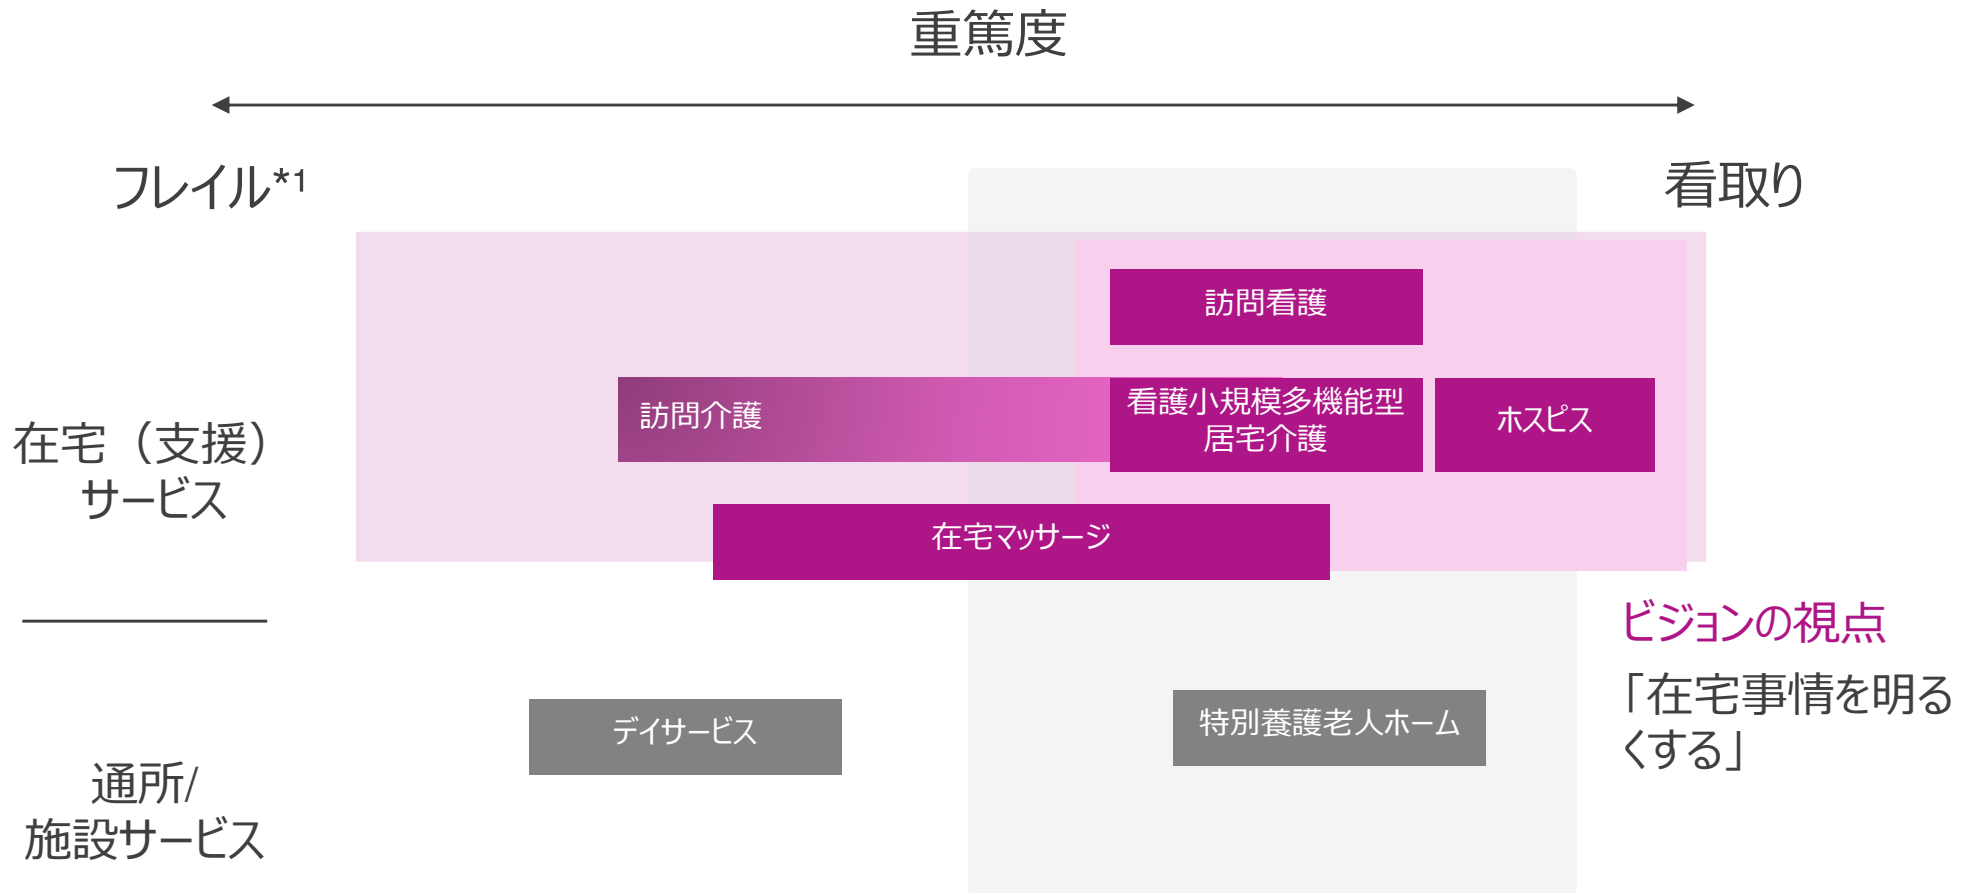 重篤度
フレイル*1
看取り
訪問看護
在宅（支援）
サービス
訪問介護
看護小規模多機能型
居宅介護
ホスピス
在宅マッサージ
ビジョンの視点
「在宅事情を明る
くする」
通所/
施設サービス
デイサービス
特別養護老人ホーム